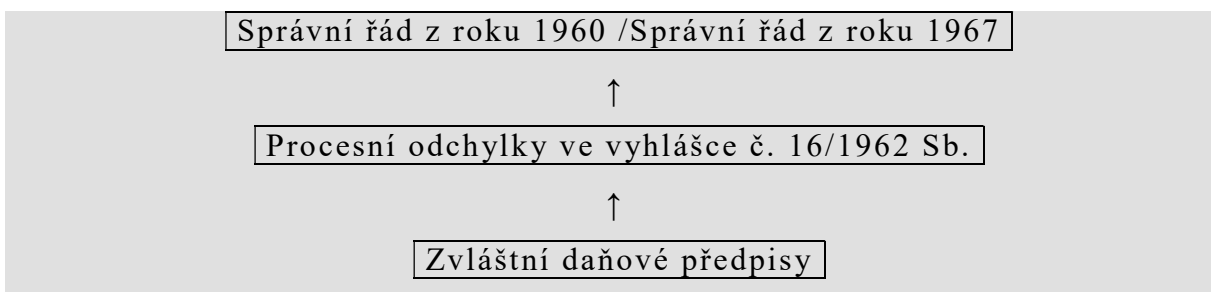 Správní řád z roku 1960 /Správní řád z roku 1967
↑
Procesní odchylky ve vyhlášce č. 16/1962 Sb.
↑
Zvláštní daňové předpisy